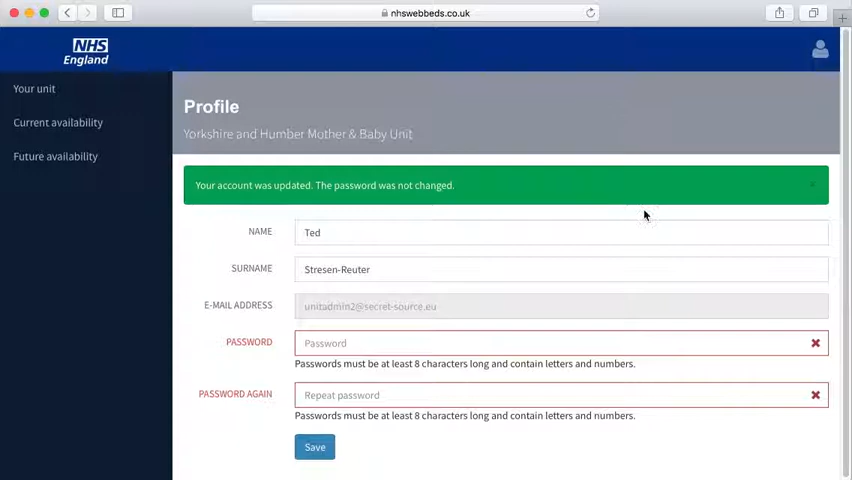 nhswebbeds.co.uk
NHS
England
Your unit
Current availability
Future availability
Profile
Yorkshire and Humber Mother & Baby Unit
Your account was updated. The password was not changed.
NAME
Ted
SURNAME
Stresen-Reuter
E-MAIL ADDRESS
unitadmin2@secret-source.eu
PASSWORD
Password
Passwords must be at least 8 characters long and contain letters and numbers.
PASSWORD AGAIN
Repeat password
Passwords must be at least 8 characters long and contain letters and numbers.
Save